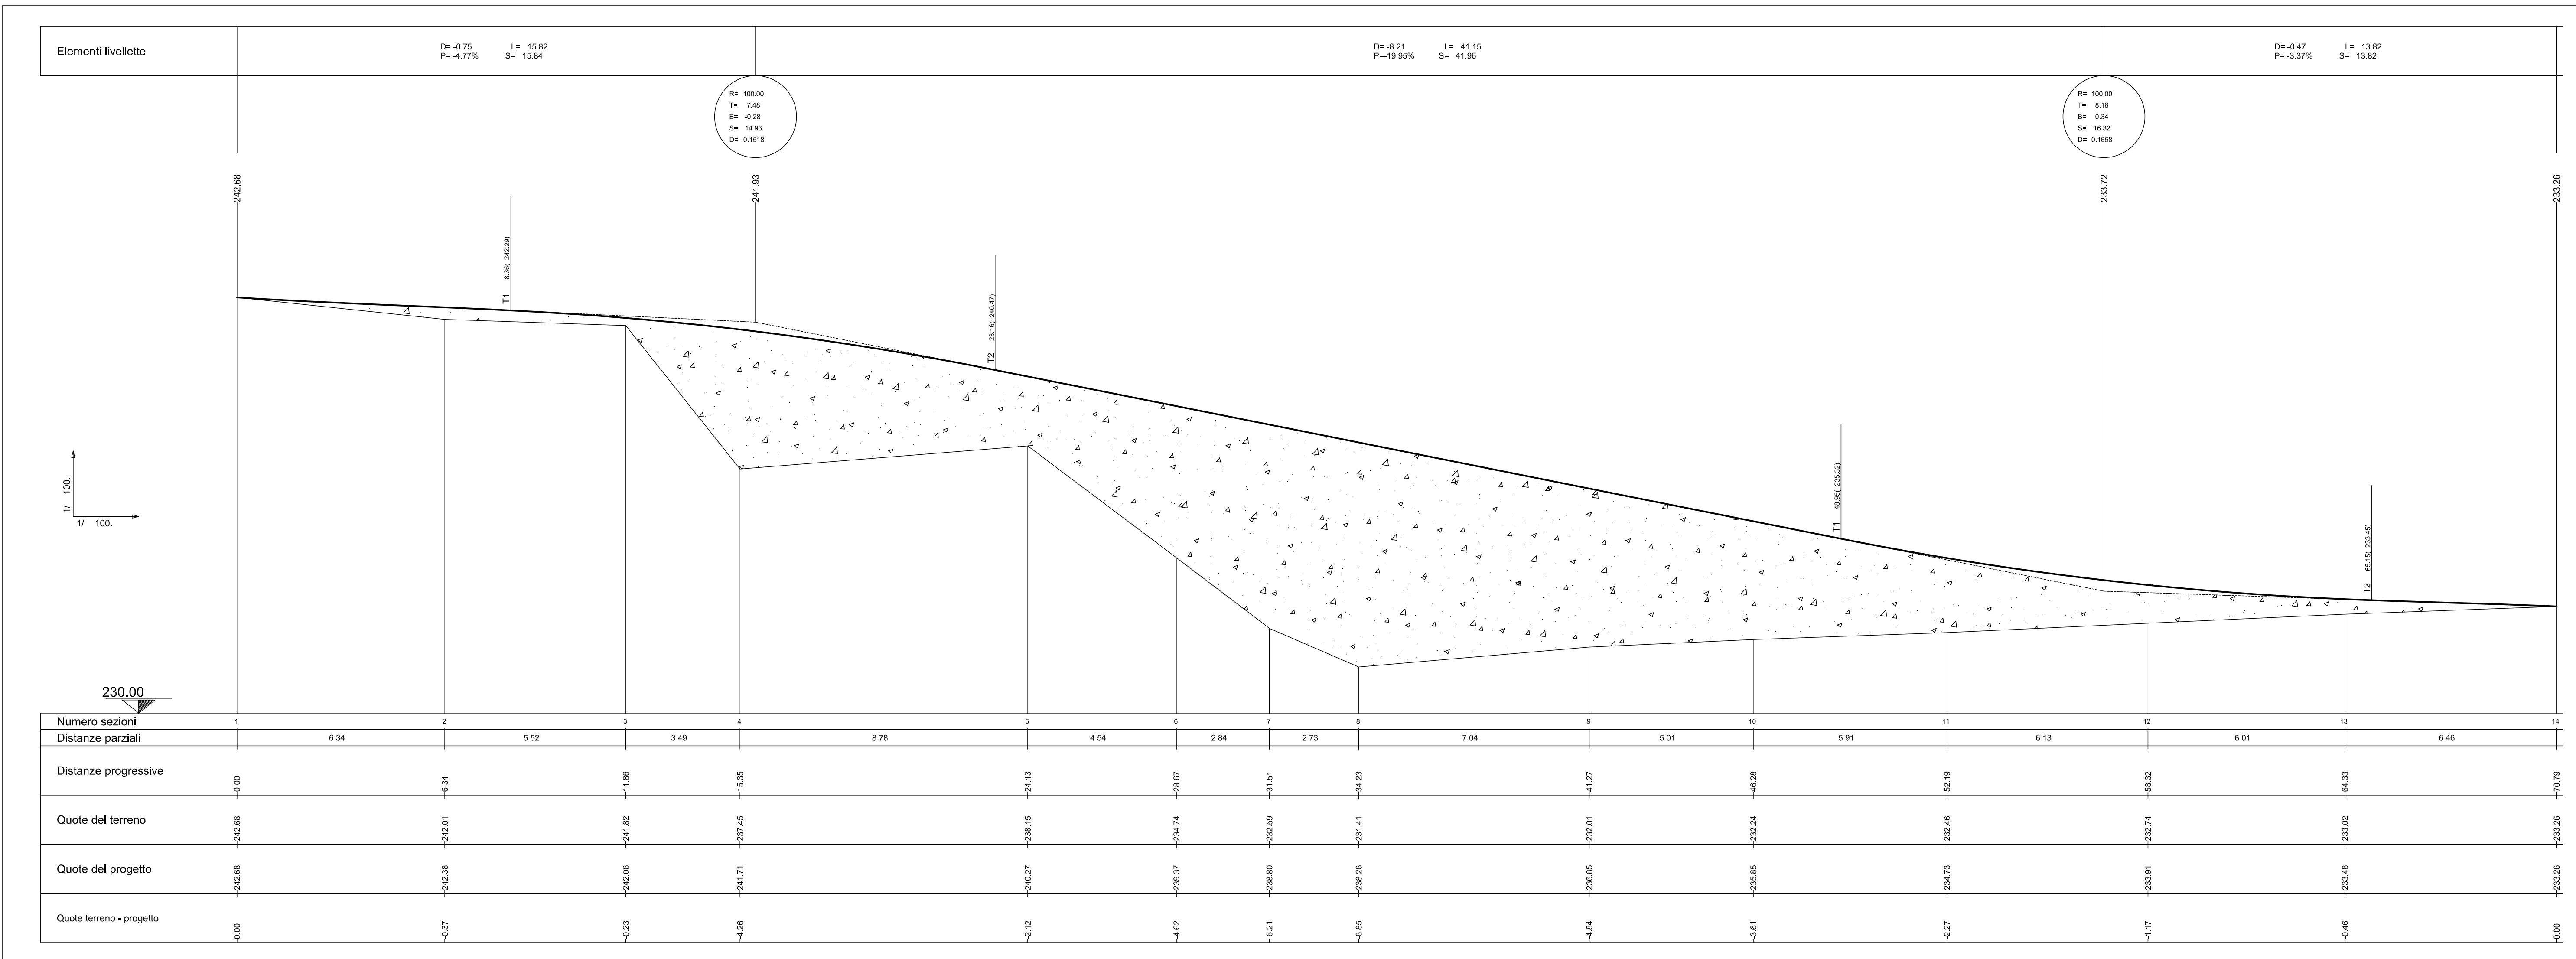 Elementi livellette
D= -0.75 L= 15.82
P= -4.77% S= 15.84
D= -8.21 L= 41.15
P=-19.95% S= 41.96
D= -0.47 L= 13.82
P= -3.37% S= 13.82
R= 100.00
T= 7.48
B= -0.28
S= 14.93
D= -0.1518
R= 100.00
T= 8.18
B= 0.34
S= 16.32
D= 0.1658
242.68
241.93
233.72
233.26
T1 8.36( 242.29)
T2 23.16( 240.47)
T1 48.95( 235.32)
T2 65.15( 233.45)
1/ 100.
1/ 100.
230.00
Numero sezioni 1 2 3 4 5 6 7 8 9 10 11 12 13 14
Distanze parziali 6.34 5.52 3.49 8.78 4.54 2.84 2.73 7.04 5.01 5.91 6.13 6.01 6.46
Distanze progressive 0.00 6.34 11.86 15.35 24.13 28.67 31.51 34.23 41.27 46.28 52.19 58.32 64.33 70.79
Quote del terreno 242.68 242.01 241.82 237.45 238.15 234.74 232.59 231.41 232.01 232.24 232.46 232.74 233.02 233.26
Quote del progetto 242.68 242.38 242.06 241.71 240.27 239.37 238.80 238.26 236.85 235.85 234.73 233.91 233.48 233.26
Quote terreno - progetto 0.00 -0.37 -0.23 -4.26 -2.12 -4.62 -6.21 -6.85 -4.84 -3.61 -2.27 -1.17 -0.46 -0.00